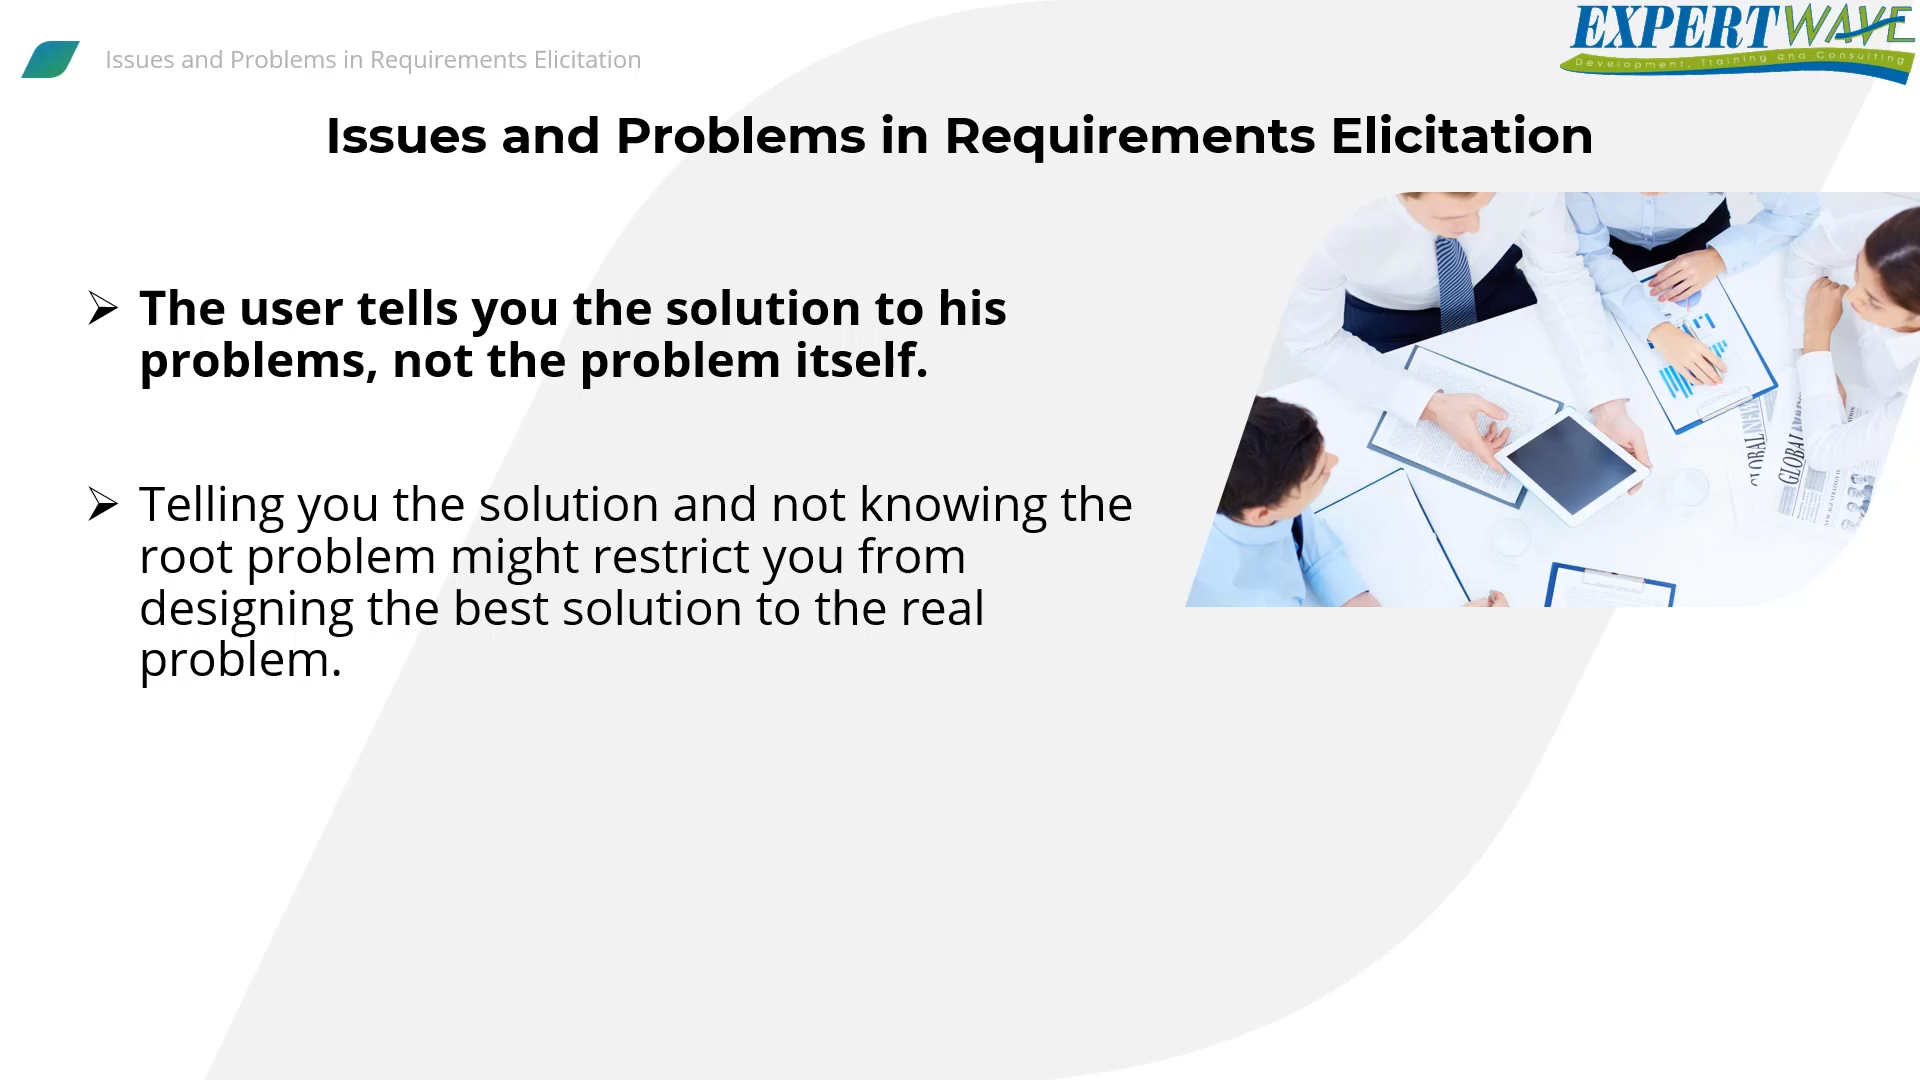 EXPERTWAVE
Development, Training and Consulting
Issues and Problems in Requirements Elicitation
Issues and Problems in Requirements Elicitation
➢ The user tells you the solution to his
problems, not the problem itself.
➢ Telling you the solution and not knowing the
root problem might restrict you from
designing the best solution to the real
problem.
GLOBAL
GLOBAL